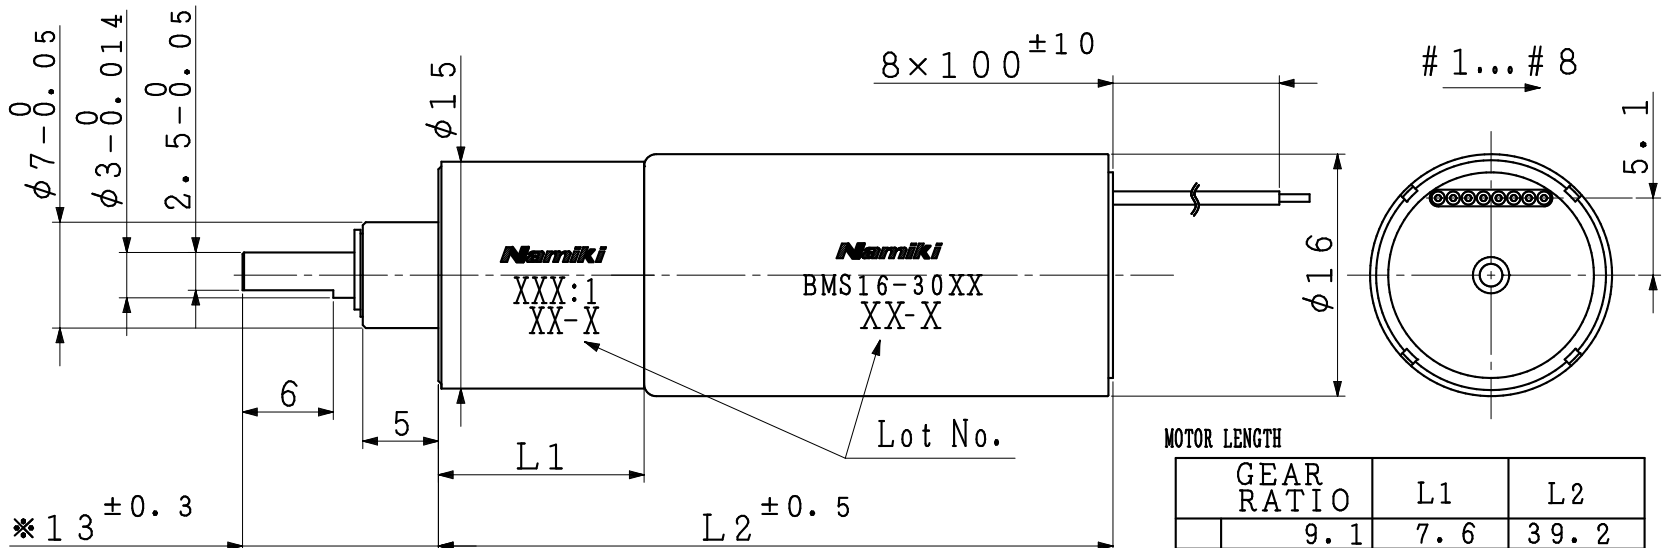 φ7-0 0.05
φ3-0 0.014
2.5-0 0.05
φ15
8×100 ±10
#1...#8
5.1
φ16
Namiki
XXX:1
XX-X
Namiki
BMS16-30XX
XX-X
6
5
Lot No.
L1
※13 ±0.3
L2 ±0.5
MOTOR LENGTH
GEAR RATIO L1 L2
9.1 7.6 39.2